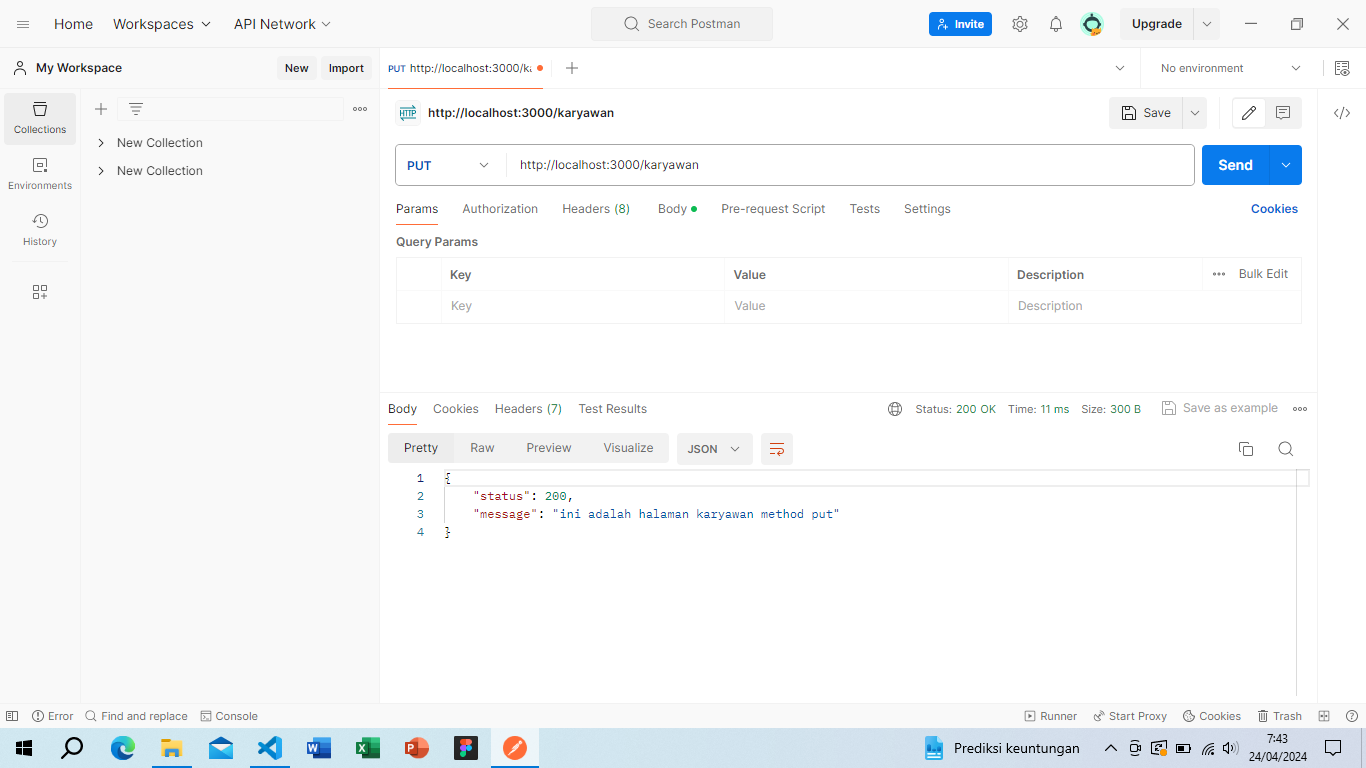 Home Workspaces API Network Search Postman Invite Upgrade
My Workspace New Import PUT http://localhost:3000/ka No environment
Collections
Environments
History
New Collection
New Collection
HTTP http://localhost:3000/karyawan Save
PUT http://localhost:3000/karyawan Send
Params Authorization Headers (8) Body Pre-request Script Tests Settings Cookies
Query Params
Key Value Description Bulk Edit
Key Value Description
Body Cookies Headers (7) Test Results Status: 200 OK Time: 11 ms Size: 300 B Save as example
Pretty Raw Preview Visualize JSON
1 {
2 "status": 200,
3 "message": "ini adalah halaman karyawan method put"
4 }
Error Find and replace Console Runner Start Proxy Cookies Trash
Prediksi keuntungan 7:43
24/04/2024